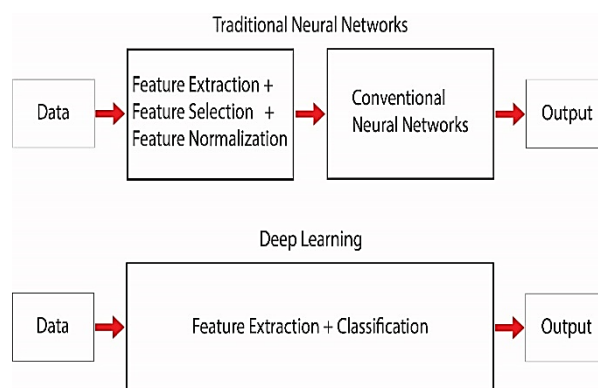 Traditional Neural Networks
Data
Feature Extraction +
Feature Selection +
Feature Normalization
Conventional
Neural Networks
Output
Deep Learning
Data
Feature Extraction + Classification
Output